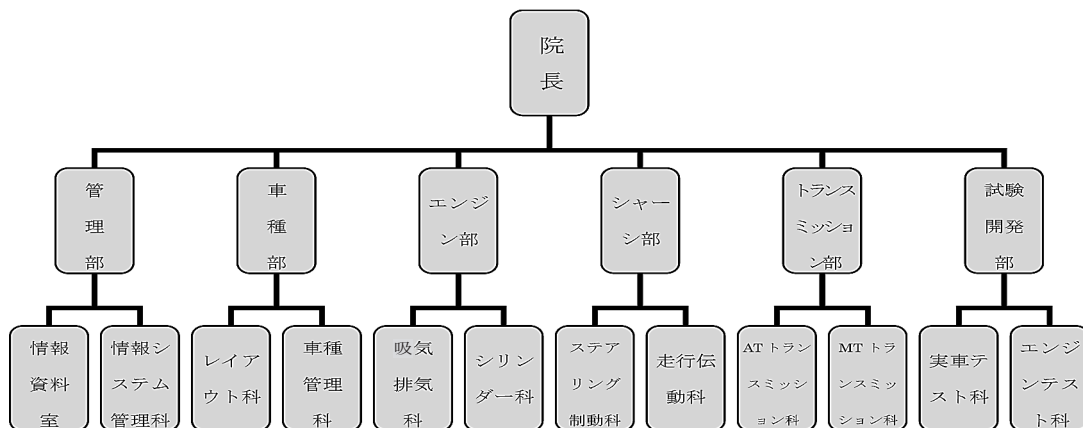 院
長
管
理
部
車
種
部
エンジ
ン部
シャー
シ部
トランス
ミッショ
ン部
試験
開発
部
情報
資料
室
情報シ
ステム
管理科
レイア
ウト科
車種
管理
科
吸気
排気
科
シリン
ダー科
ステア
リング
制動科
走行伝
動科
ATトラン
スミッシ
ョン科
MTトラ
ンスミッ
ション科
実車テ
スト科
エンジ
ンテス
ト科